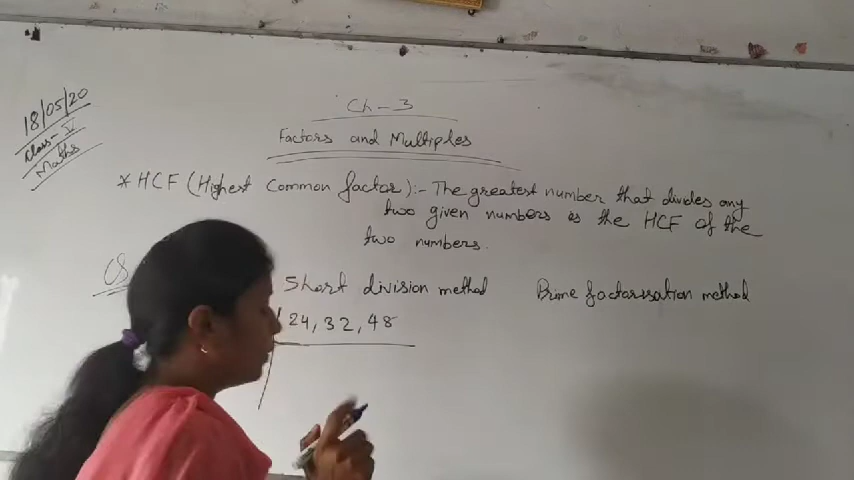 18/05/20
Class - V
Maths
Ch - 3
Factors and Multiples
* HCF (Highest Common factor) :- The greatest number that divides any
two given numbers is the HCF of the
two numbers.
Short division method
Prime factorisation method
24, 32, 48